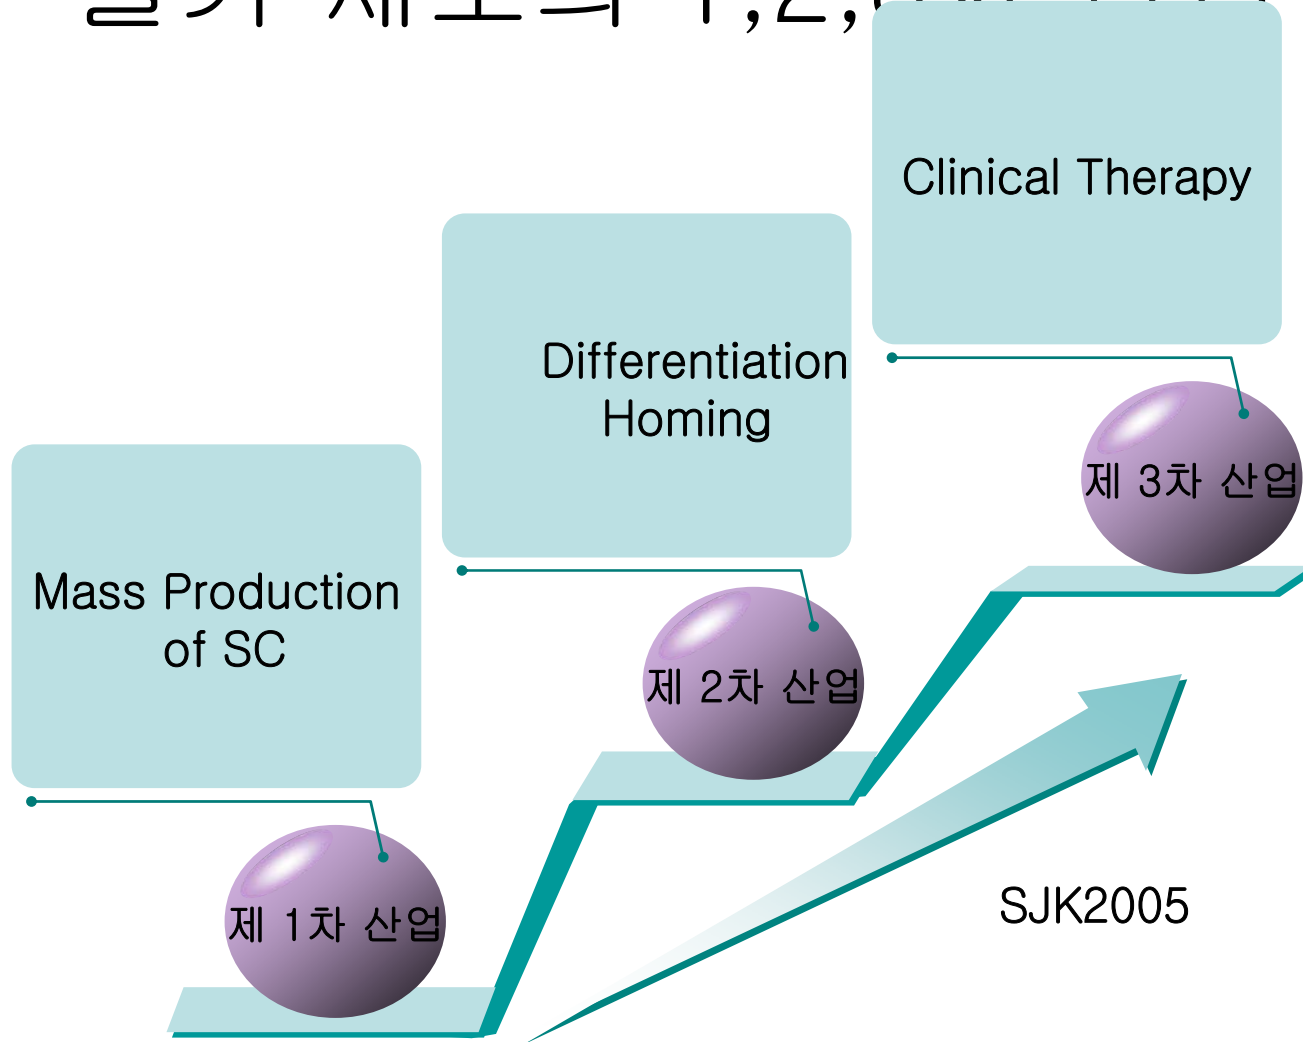 Clinical Therapy
Differentiation
Homing
제 3차 산업
Mass Production
of SC
제 2차 산업
제 1차 산업
SJK2005